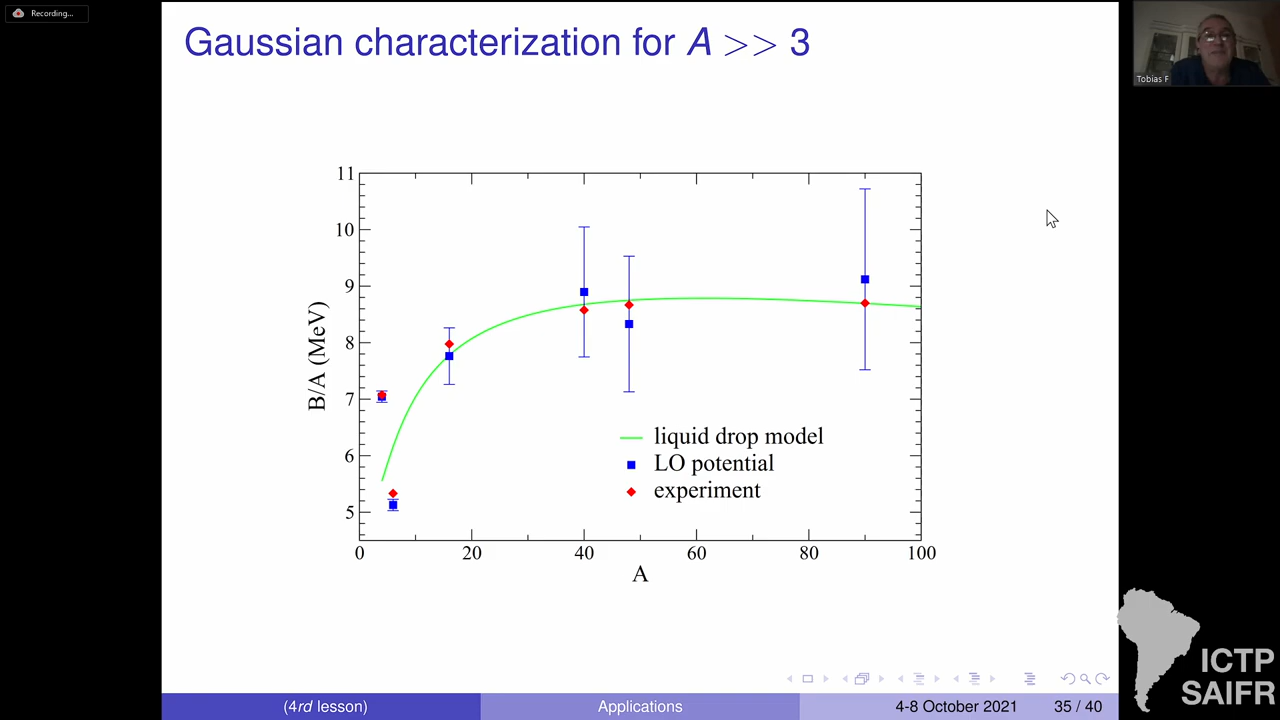 Recording...
Gaussian characterization for A >> 3
Tobias F
11
10
9
8
7
6
5
B/A (MeV)
liquid drop model
LO potential
experiment
0 20 40 60 80 100
A
ICTP
SAIFR
(4rd lesson) Applications 4-8 October 2021 35 / 40